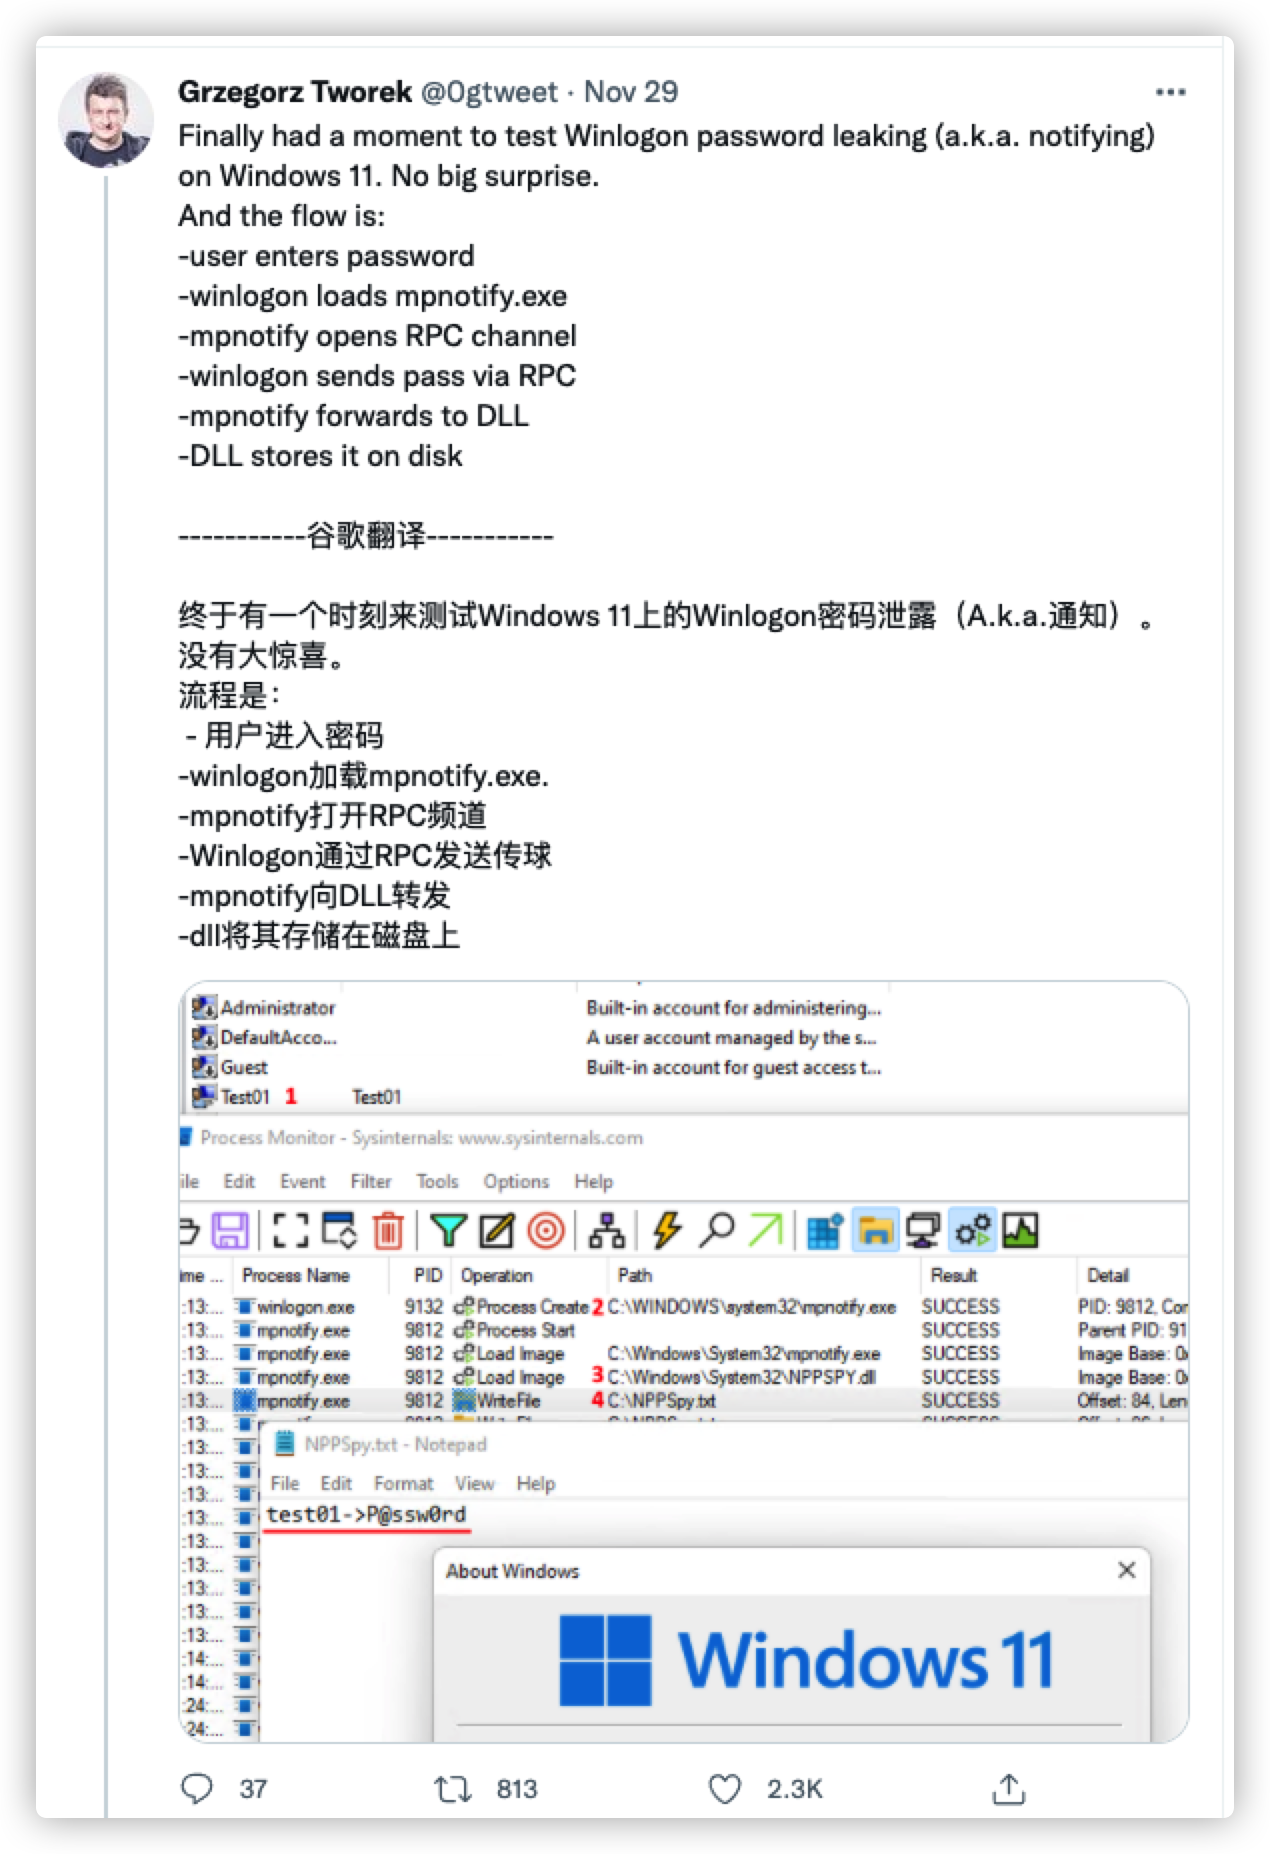 Grzegorz Tworek @0gtweet · Nov 29
Finally had a moment to test Winlogon password leaking (a.k.a. notifying)
on Windows 11. No big surprise.
And the flow is:
-user enters password
-winlogon loads mpnotify.exe
-mpnotify opens RPC channel
-winlogon sends pass via RPC
-mpnotify forwards to DLL
-DLL stores it on disk
-----------谷歌翻译-----------
终于有一个时刻来测试Windows 11上的Winlogon密码泄露（A.k.a.通知）。
没有大惊喜。
流程是：
- 用户进入密码
-winlogon加载mpnotify.exe.
-mpnotify打开RPC频道
-Winlogon通过RPC发送传球
-mpnotify向DLL转发
-dll将其存储在磁盘上
Administrator Built-in account for administering...
DefaultAcco... A user account managed by the s...
Guest Built-in account for guest access t...
Test01 1 Test01
Process Monitor - Sysinternals: www.sysinternals.com
ile Edit Event Filter Tools Options Help
ime ... Process Name PID Operation Path Result Detail
:13:... winlogon.exe 9132 Process Create 2 C:\WINDOWS\system32\mpnotify.exe SUCCESS PID: 9812, Cor
:13:... mpnotify.exe 9812 Process Start SUCCESS Parent PID: 91
:13:... mpnotify.exe 9812 Load Image C:\Windows\System32\mpnotify.exe SUCCESS Image Base: 0x
:13:... mpnotify.exe 9812 Load Image 3 C:\Windows\System32\NPPSPY.dll SUCCESS Image Base: 0x
:13:... mpnotify.exe 9812 WriteFile 4 C:\NPPSpy.txt SUCCESS Offset: 84, Len
:13:...
:13:... NPPSpy.txt - Notepad
:13:...
:13:... File Edit Format View Help
:13:... test01->P@ssw0rd
:13:...
:13:... About Windows
:13:...
:13:...
:13:... Windows 11
:14:...
:14:...
:24:...
:24:...
37 813 2.3K